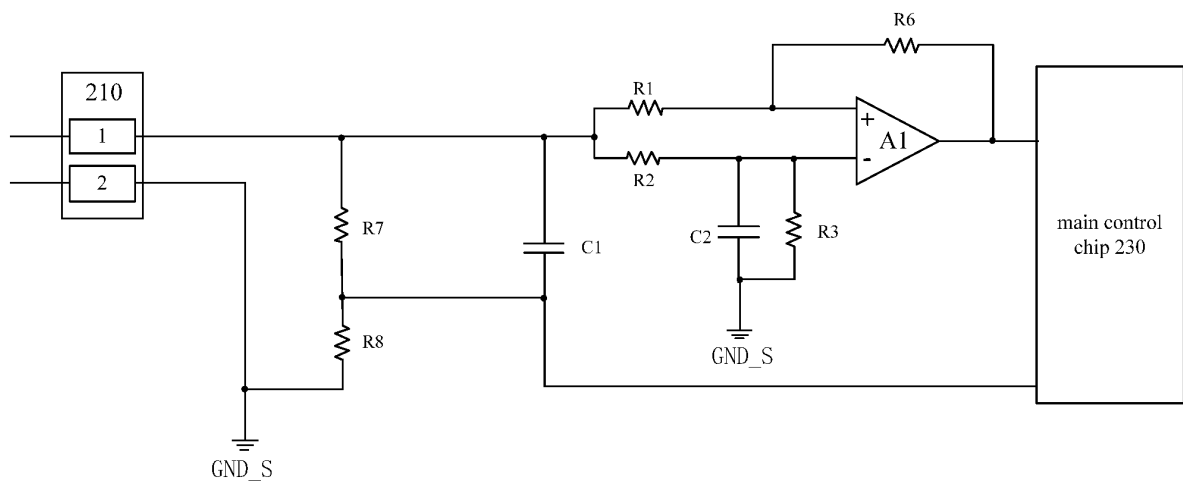 R6
210
R1
1
+
A1
2
-
R2
R7
C2
R3
main control
chip 230
C1
R8
GND_S
GND_S